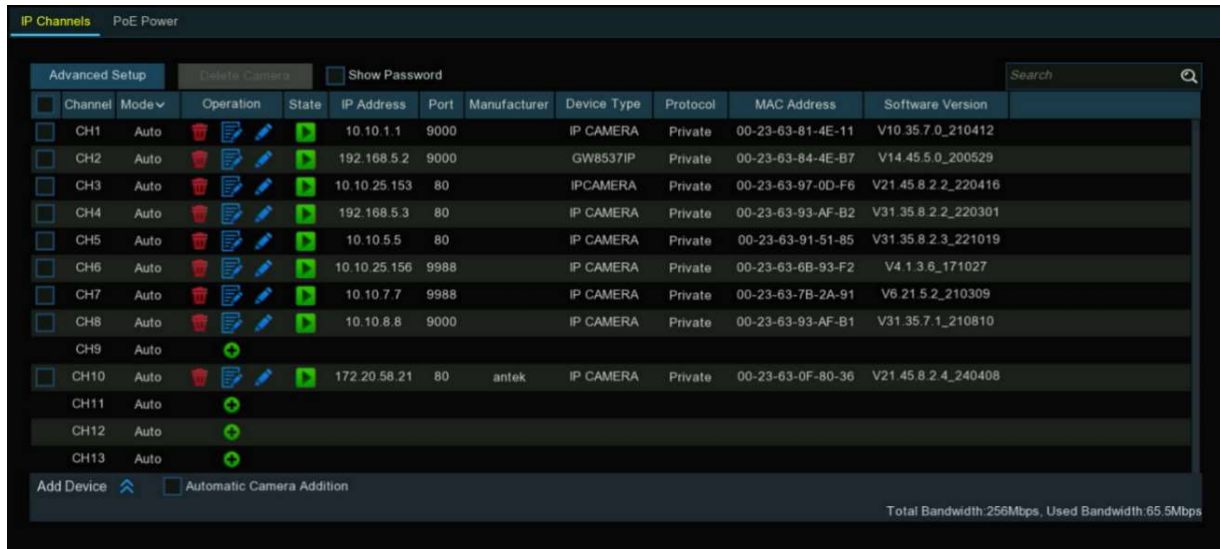 IP Channels PoE Power
Advanced Setup Delete Camera Show Password Search
Channel Mode Operation State IP Address Port Manufacturer Device Type Protocol MAC Address Software Version
CH1 Auto 10.10.1.1 9000 IP CAMERA Private 00-23-63-81-4E-11 V10.35.7.0_210412
CH2 Auto 192.168.5.2 9000 GW8537IP Private 00-23-63-84-4E-B7 V14.45.5.0_200529
CH3 Auto 10.10.25.153 80 IPCAMERA Private 00-23-63-97-0D-F6 V21.45.8.2.2_220416
CH4 Auto 192.168.5.3 80 IP CAMERA Private 00-23-63-93-AF-B2 V31.35.8.2.2_220301
CH5 Auto 10.10.5.5 80 IP CAMERA Private 00-23-63-91-51-85 V31.35.8.2.3_221019
CH6 Auto 10.10.25.156 9988 IP CAMERA Private 00-23-63-6B-93-F2 V4.1.3.6_171027
CH7 Auto 10.10.7.7 9988 IP CAMERA Private 00-23-63-7B-2A-91 V6.21.5.2_210309
CH8 Auto 10.10.8.8 9000 IP CAMERA Private 00-23-63-93-AF-B1 V31.35.7.1_210810
CH9 Auto
CH10 Auto 172.20.58.21 80 antek IP CAMERA Private 00-23-63-0F-80-36 V21.45.8.2.4_240408
CH11 Auto
CH12 Auto
CH13 Auto
Add Device Automatic Camera Addition
Total Bandwidth:256Mbps, Used Bandwidth:65.5Mbps